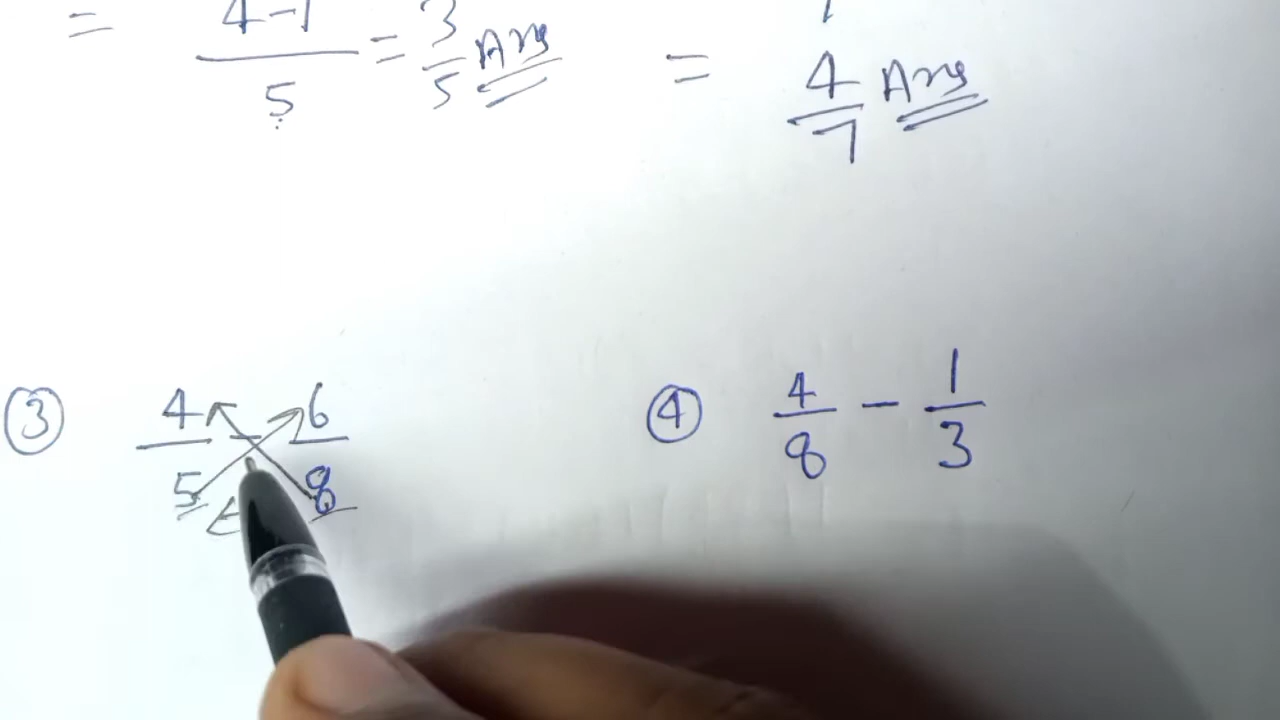 = 4-1/5 = 3/5 Ans
= 4/7 Ans
③ 4/5 - 6/8
④ 4/8 - 1/3